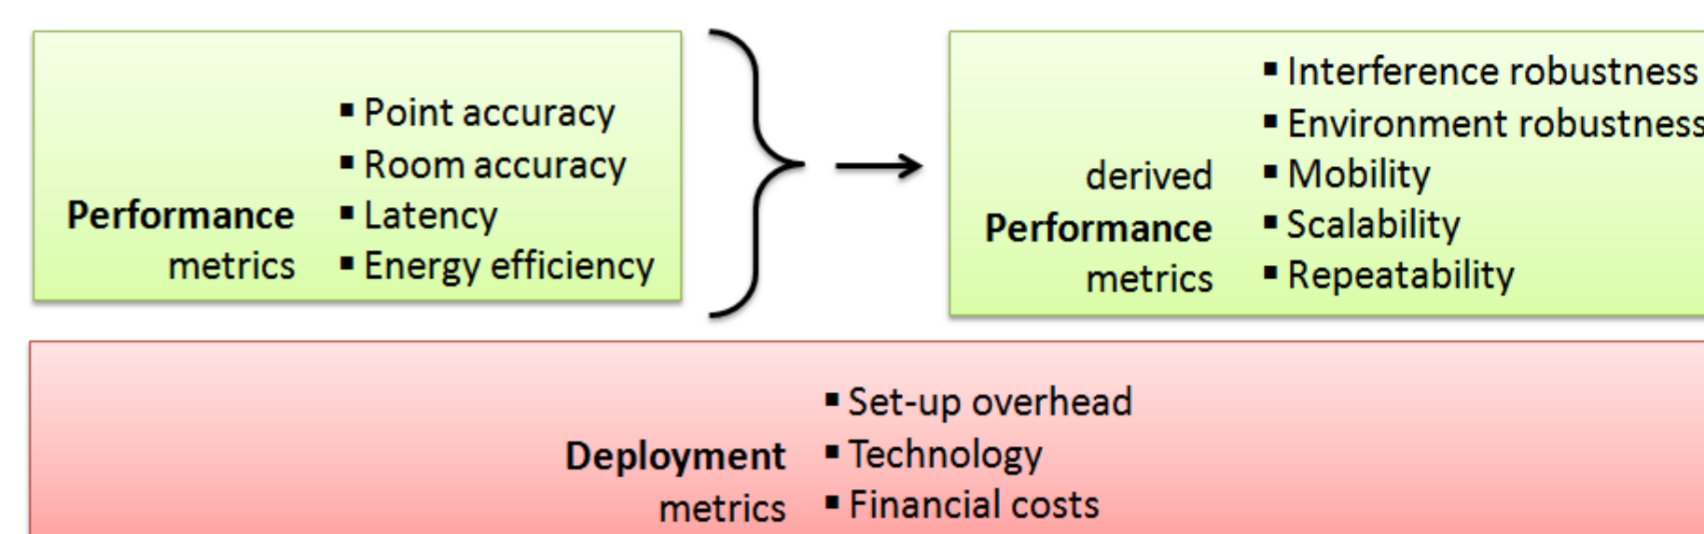 Point accuracy
Room accuracy
Performance ▪ Latency
metrics ▪ Energy efficiency
▪ Interference robustness
▪ Environment robustness
derived ▪ Mobility
Performance ▪ Scalability
metrics ▪ Repeatability
▪ Set-up overhead
Deployment ▪ Technology
metrics ▪ Financial costs